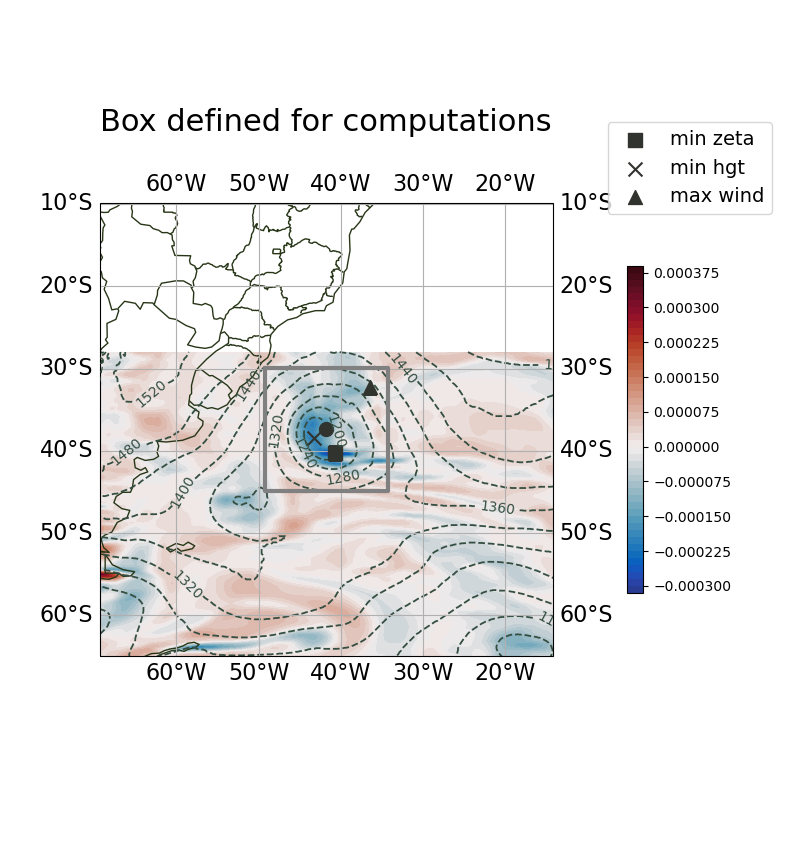 Box defined for computations
min zeta
min hgt
max wind
60°W 50°W 40°W 30°W 20°W
10°S 10°S
20°S 20°S
30°S 30°S
40°S 40°S
50°S 50°S
60°S 60°S
60°W 50°W 40°W 30°W 20°W
0.000375
0.000300
0.000225
0.000150
0.000075
0.000000
−0.000075
−0.000150
−0.000225
−0.000300
1520
1440
1440
1480
1320
1200
1240
1280
1400
1360
1320